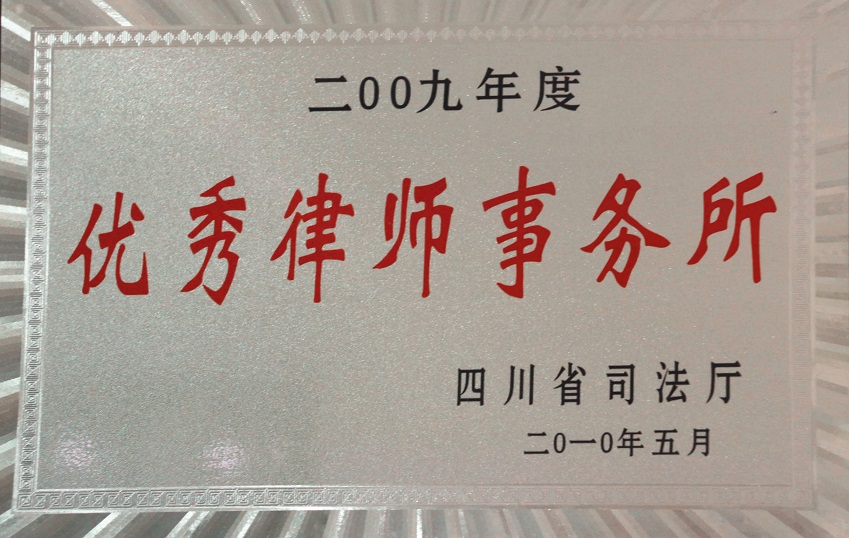 二00九年度
优秀律师事务所
四川省司法厅
二0一0年五月